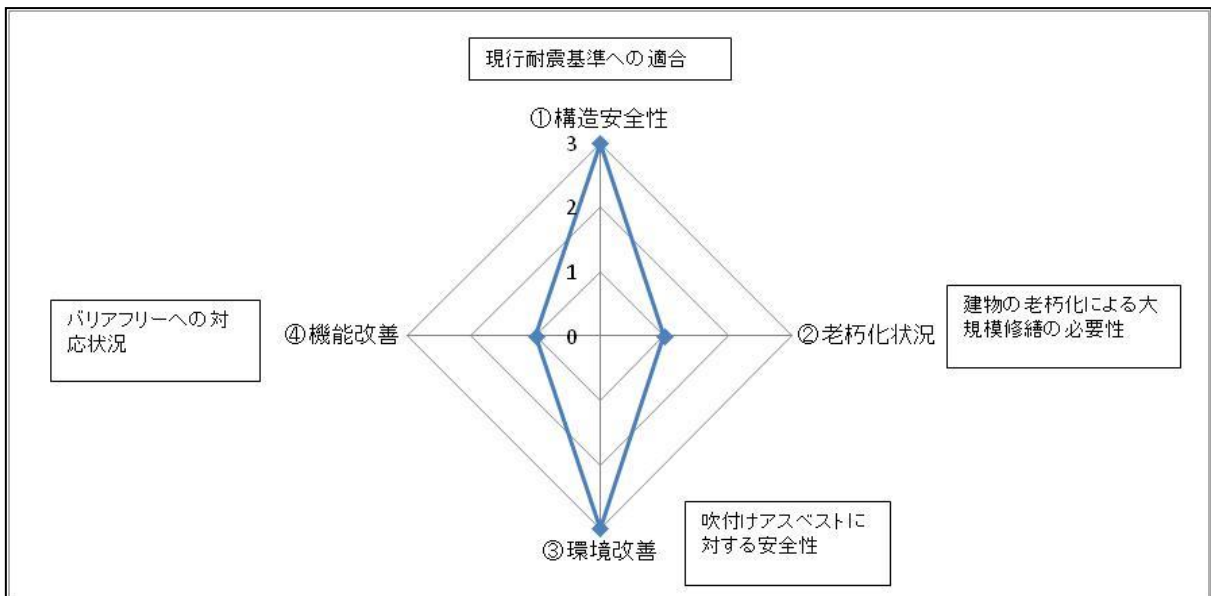 現行耐震基準への適合
①構造安全性
3
2
1
0
バリアフリーへの対
応状況
④機能改善
②老朽化状況
建物の老朽化による大
規模修繕の必要性
吹付けアスベストに
対する安全性
③環境改善